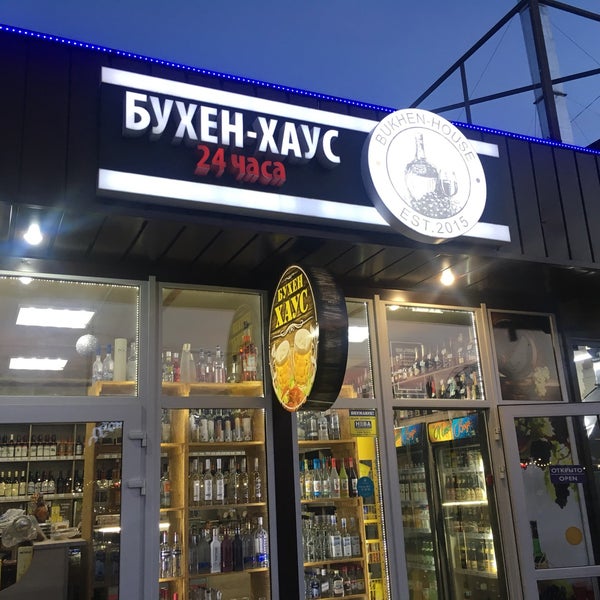 БУХЕН-ХАУС
24 часа
BUKHEN-HOUSE
EST.2015
БУХЕН
ХАУС
ОТКРЫТО
OPEN